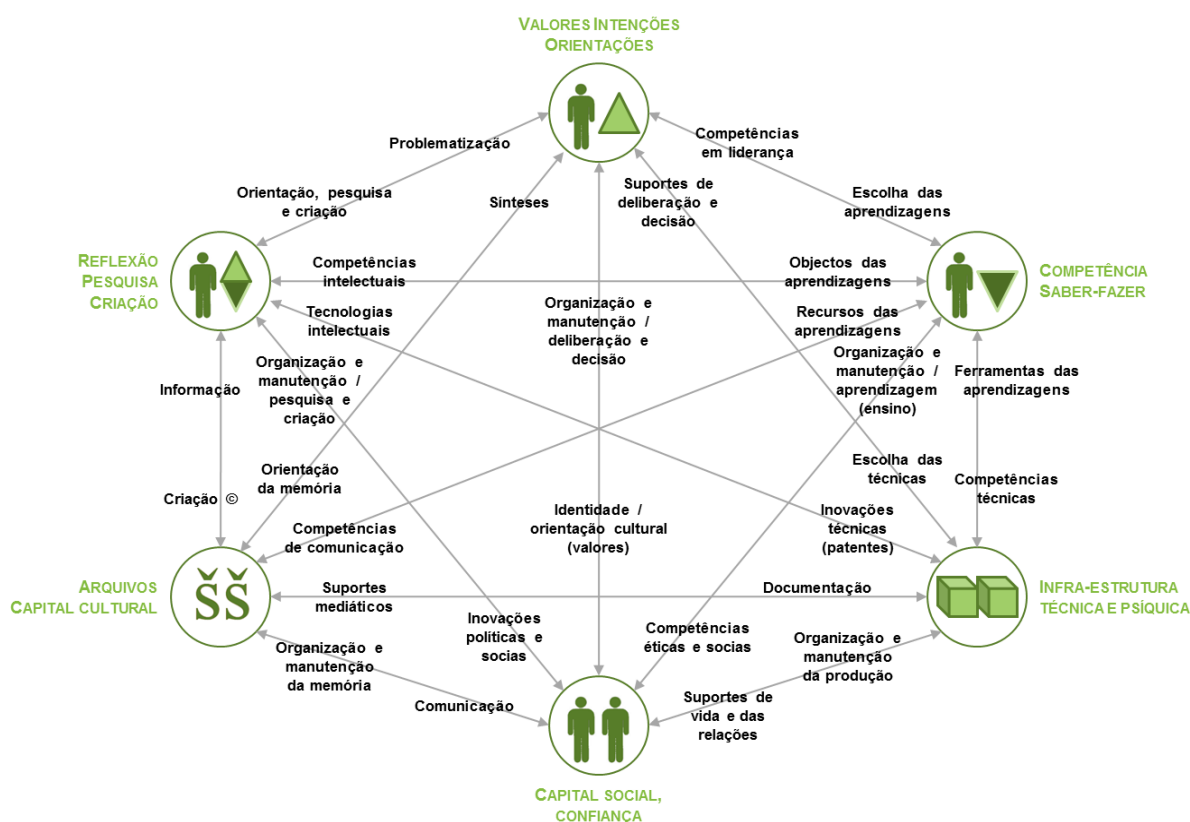 VALORES INTENÇÕES
ORIENTAÇÕES
Problematização
Competências
em liderança
Orientação, pesquisa
e criação
Sínteses
Suportes de
deliberação e
decisão
Escolha das
aprendizagens
REFLEXÃO
PESQUISA
CRIAÇÃO
Competências
intelectuais
Objectos das
aprendizagens
COMPETÊNCIA
SABER-FAZER
Tecnologias
intelectuais
Organização e
manutenção /
deliberação e
decisão
Recursos das
aprendizagens
Informação
Organização e
manutenção /
pesquisa e
criação
Organização e
manutenção /
aprendizagem
(ensino)
Ferramentas das
aprendizagens
Criação ©
Orientação
da memória
Escolha das
técnicas
Competências
técnicas
Competências
de comunicação
Identidade /
orientação cultural
(valores)
Inovações
técnicas
(patentes)
ARQUIVOS
CAPITAL CULTURAL
ŠŠ
Suportes
mediáticos
Documentação
INFRA-ESTRUTURA
TÉCNICA E PSÍQUICA
Organização e
manutenção
da memória
Inovações
políticas e
socias
Competências
éticas e socias
Organização e
manutenção
da produção
Comunicação
Suportes de
vida e das
relações
CAPITAL SOCIAL,
CONFIANÇA